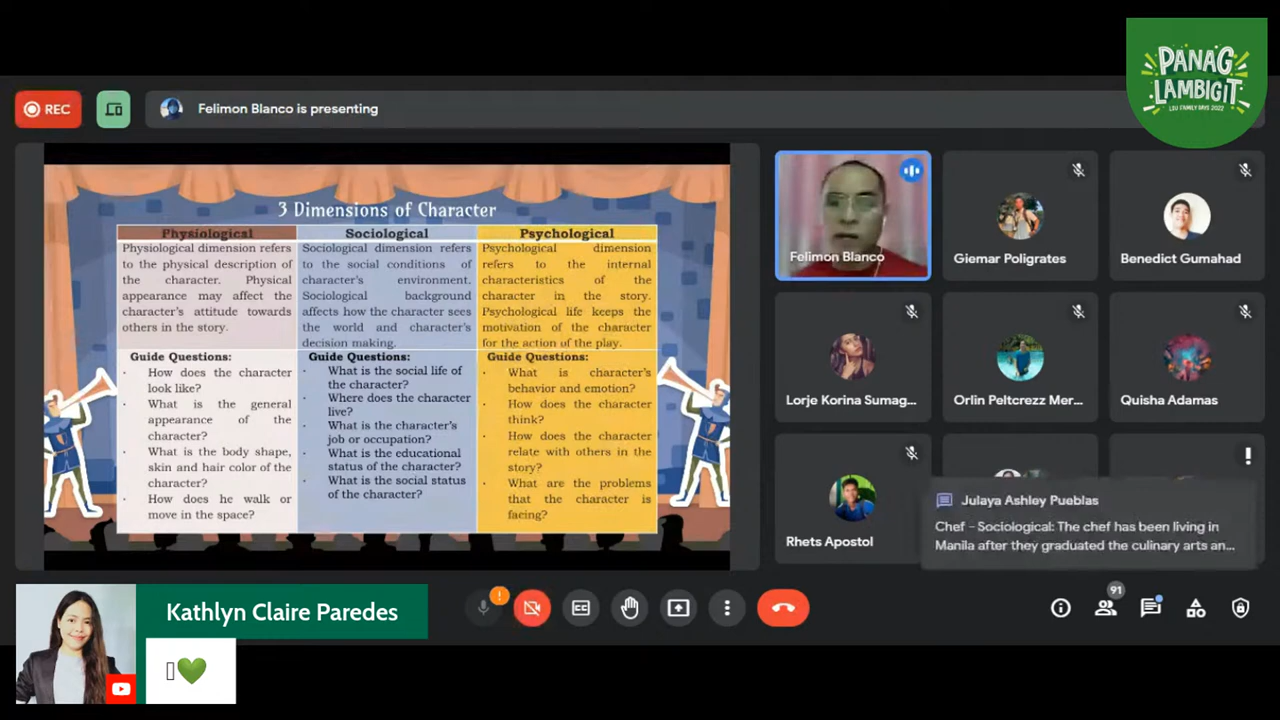 PANAG
LAMBIGIT
LSU FAMILY DAYS 2022
REC
Felimon Blanco is presenting
3 Dimensions of Character
Physiological
Physiological dimension refers
to the physical description of
the character. Physical
appearance may affect the
character's attitude towards
others in the story.
Guide Questions:
· How does the character
look like?
· What is the general
appearance of the
character?
· What is the body shape,
skin and hair color of the
character?
· How does he walk or
move in the space?
Sociological
Sociological dimension refers
to the social conditions of
character's environment.
Sociological background
affects how the character sees
the world and character's
decision making.
Guide Questions:
· What is the social life of
the character?
· Where does the character
live?
· What is the character's
job or occupation?
· What is the educational
status of the character?
· What is the social status
of the character?
Psychological
Psychological dimension
refers to the internal
characteristics of the
character in the story.
Psychological life keeps the
motivation of the character
for the action of the play.
Guide Questions:
· What is character's
behavior and emotion?
· How does the character
think?
· How does the character
relate with others in the
story?
· What are the problems
that the character is
facing?
Felimon Blanco
Giemar Poligrates
Benedict Gumahad
Lorje Korina Sumag...
Orlin Peltcrezz Mer...
Quisha Adamas
Rhets Apostol
Julaya Ashley Pueblas
Chef - Sociological: The chef has been living in
Manila after they graduated the culinary arts an...
91
Kathlyn Claire Paredes